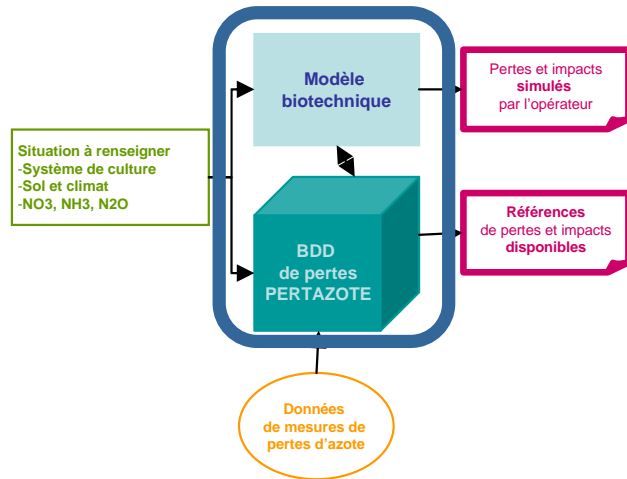 Modèle
biotechnique
Pertes et impacts
simulés
par l'opérateur
Situation à renseigner
-Système de culture
-Sol et climat
-NO3, NH3, N2O
BDD
de pertes
PERTAZOTE
Références
de pertes et impacts
disponibles
Données
de mesures de
pertes d'azote